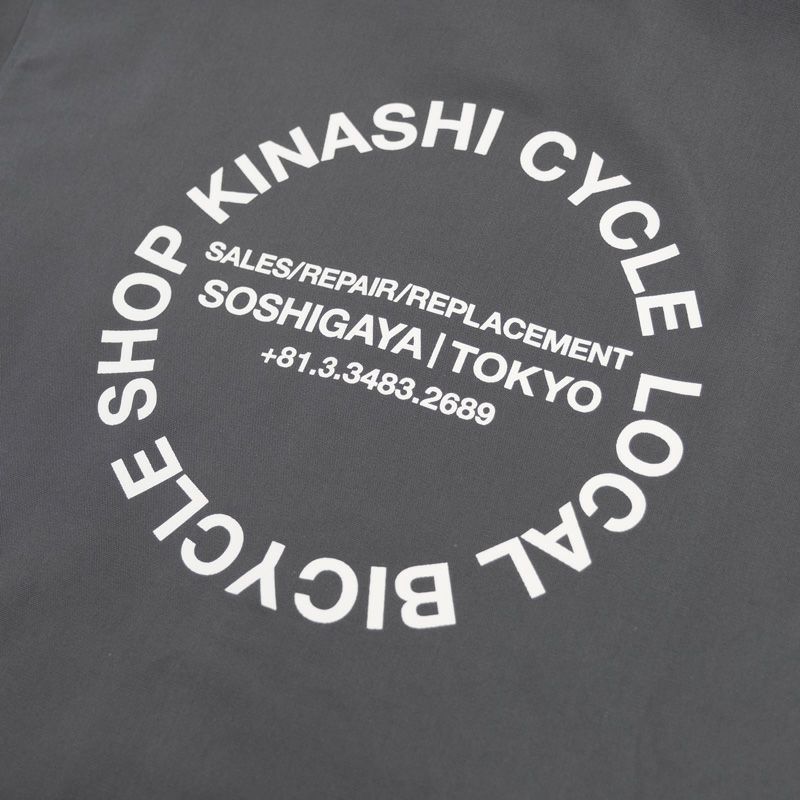 KINASHI CYCLE LOCAL BICYCLE SHOP
SALES/REPAIR/REPLACEMENT
SOSHIGAYA | TOKYO
+81.3.3483.2689